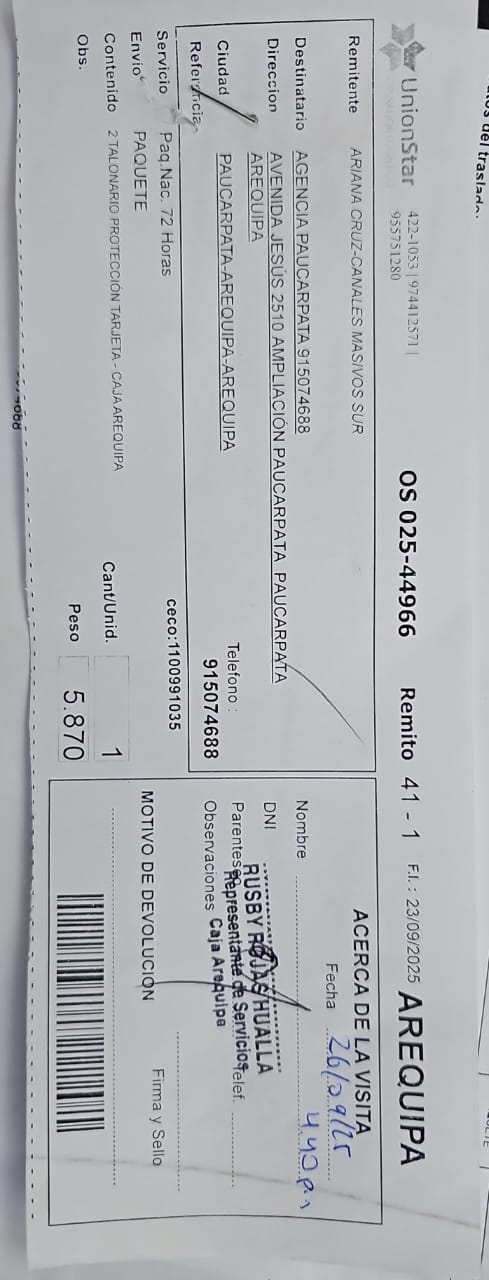 UnionStar
422-1053 | 974412571 |
955751280
OS 025-44966
Remito 41 - 1
F.I.: 23/09/2025
AREQUIPA
Remitente ARIANA CRUZ-CANALES MASIVOS SUR
Destinatario AGENCIA PAUCARPATA 915074688
Direccion AVENIDA JESÚS 2510 AMPLIACIÓN PAUCARPATA PAUCARPATA
AREQUIPA
Ciudad PAUCARPATA-AREQUIPA-AREQUIPA
Telefono :
915074688
Referencia
Servicio Paq.Nac. 72 Horas
ceco:1100991035
Envío PAQUETE
Contenido 2 TALONARIO PROTECCIÓN TARJETA - CAJA AREQUIPA
Cant/Unid. 1
Obs.
Peso 5.870
ACERCA DE LA VISITA
Fecha 26/09/25
4.40 pm
Nombre
DNI
RUSBY ROJAS HUALLA
Parentesco
Representante de Servicios
Telef.
Observaciones
Caja Arequipa
MOTIVO DE DEVOLUCION
Firma y Sello